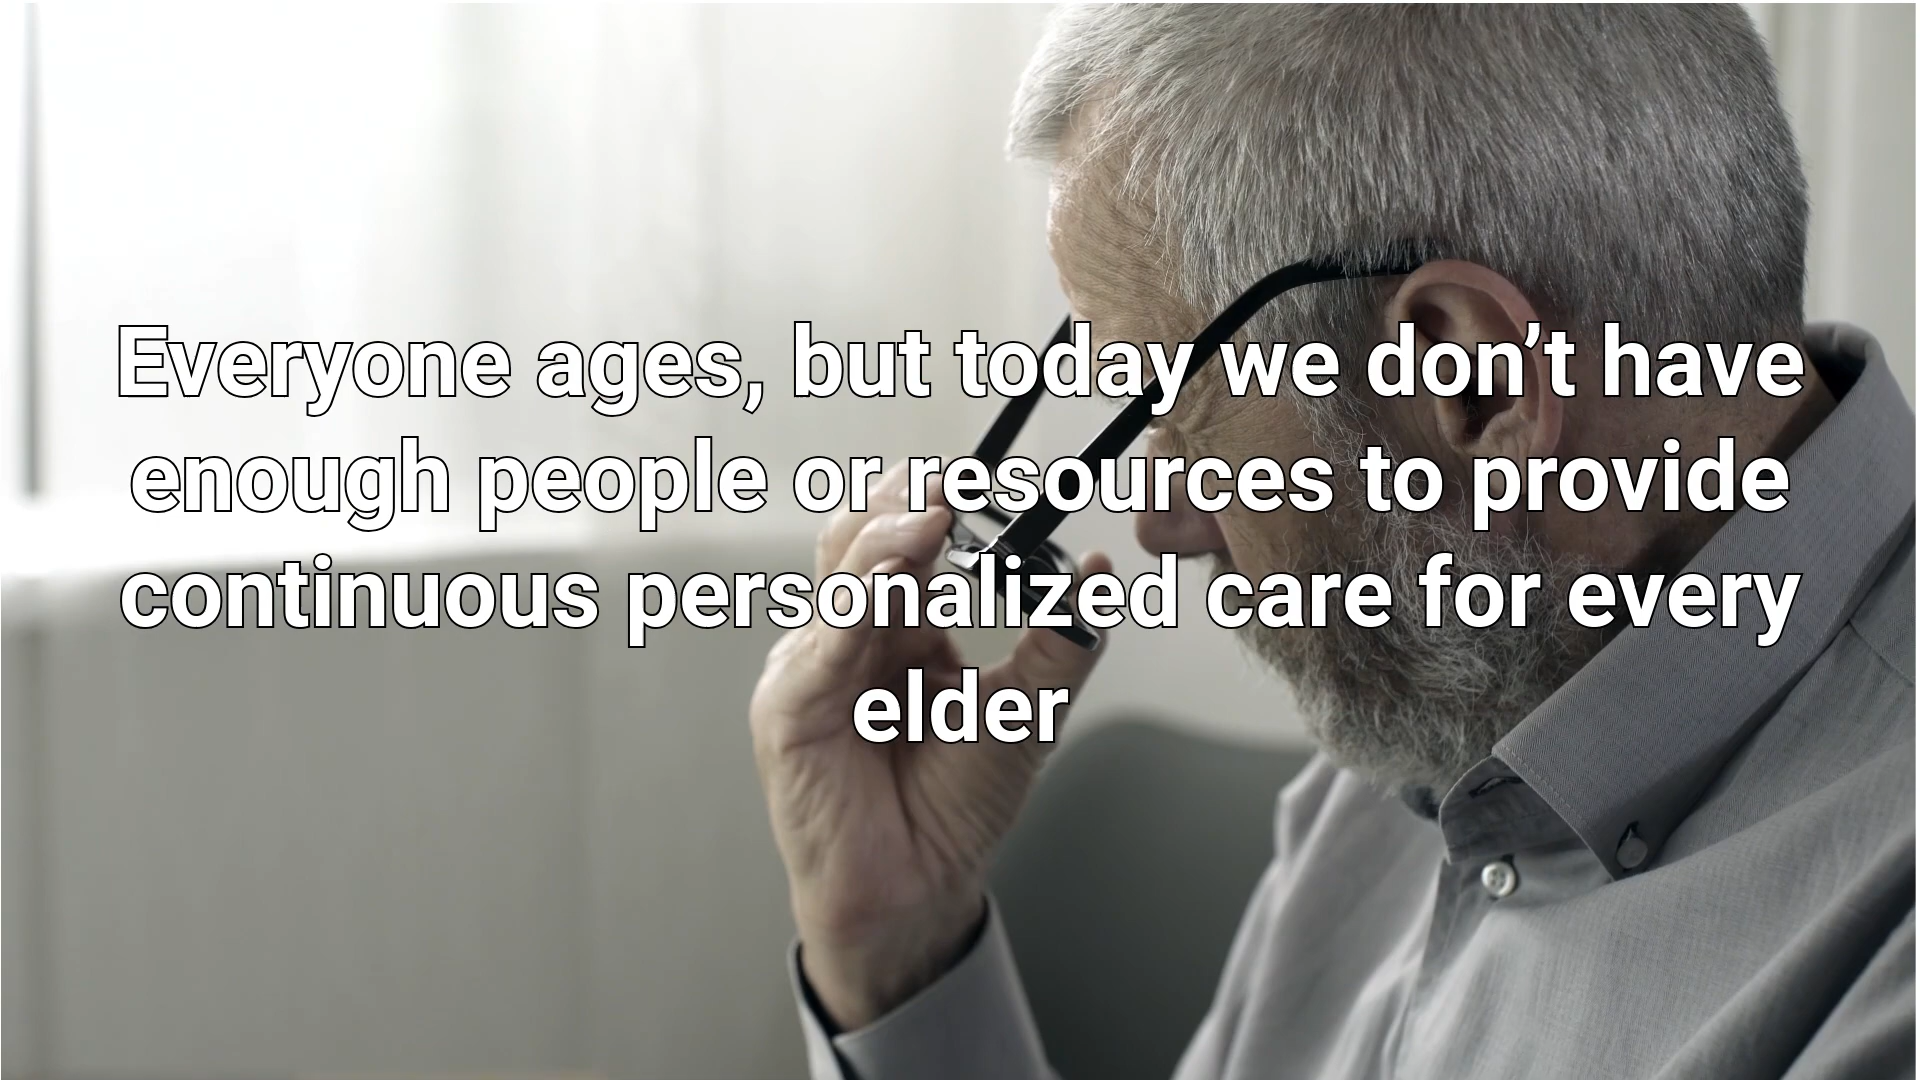 Everyone ages, but today we don’t have
enough people or resources to provide
continuous personalized care for every
elder